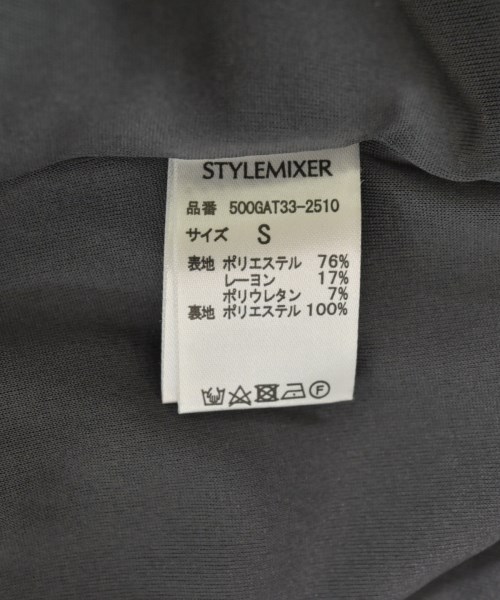 STYLEMIXER
品番 500GAT33-2510
サイズ S
表地 ポリエステル 76%
レーヨン 17%
ポリウレタン 7%
裏地 ポリエステル 100%
F